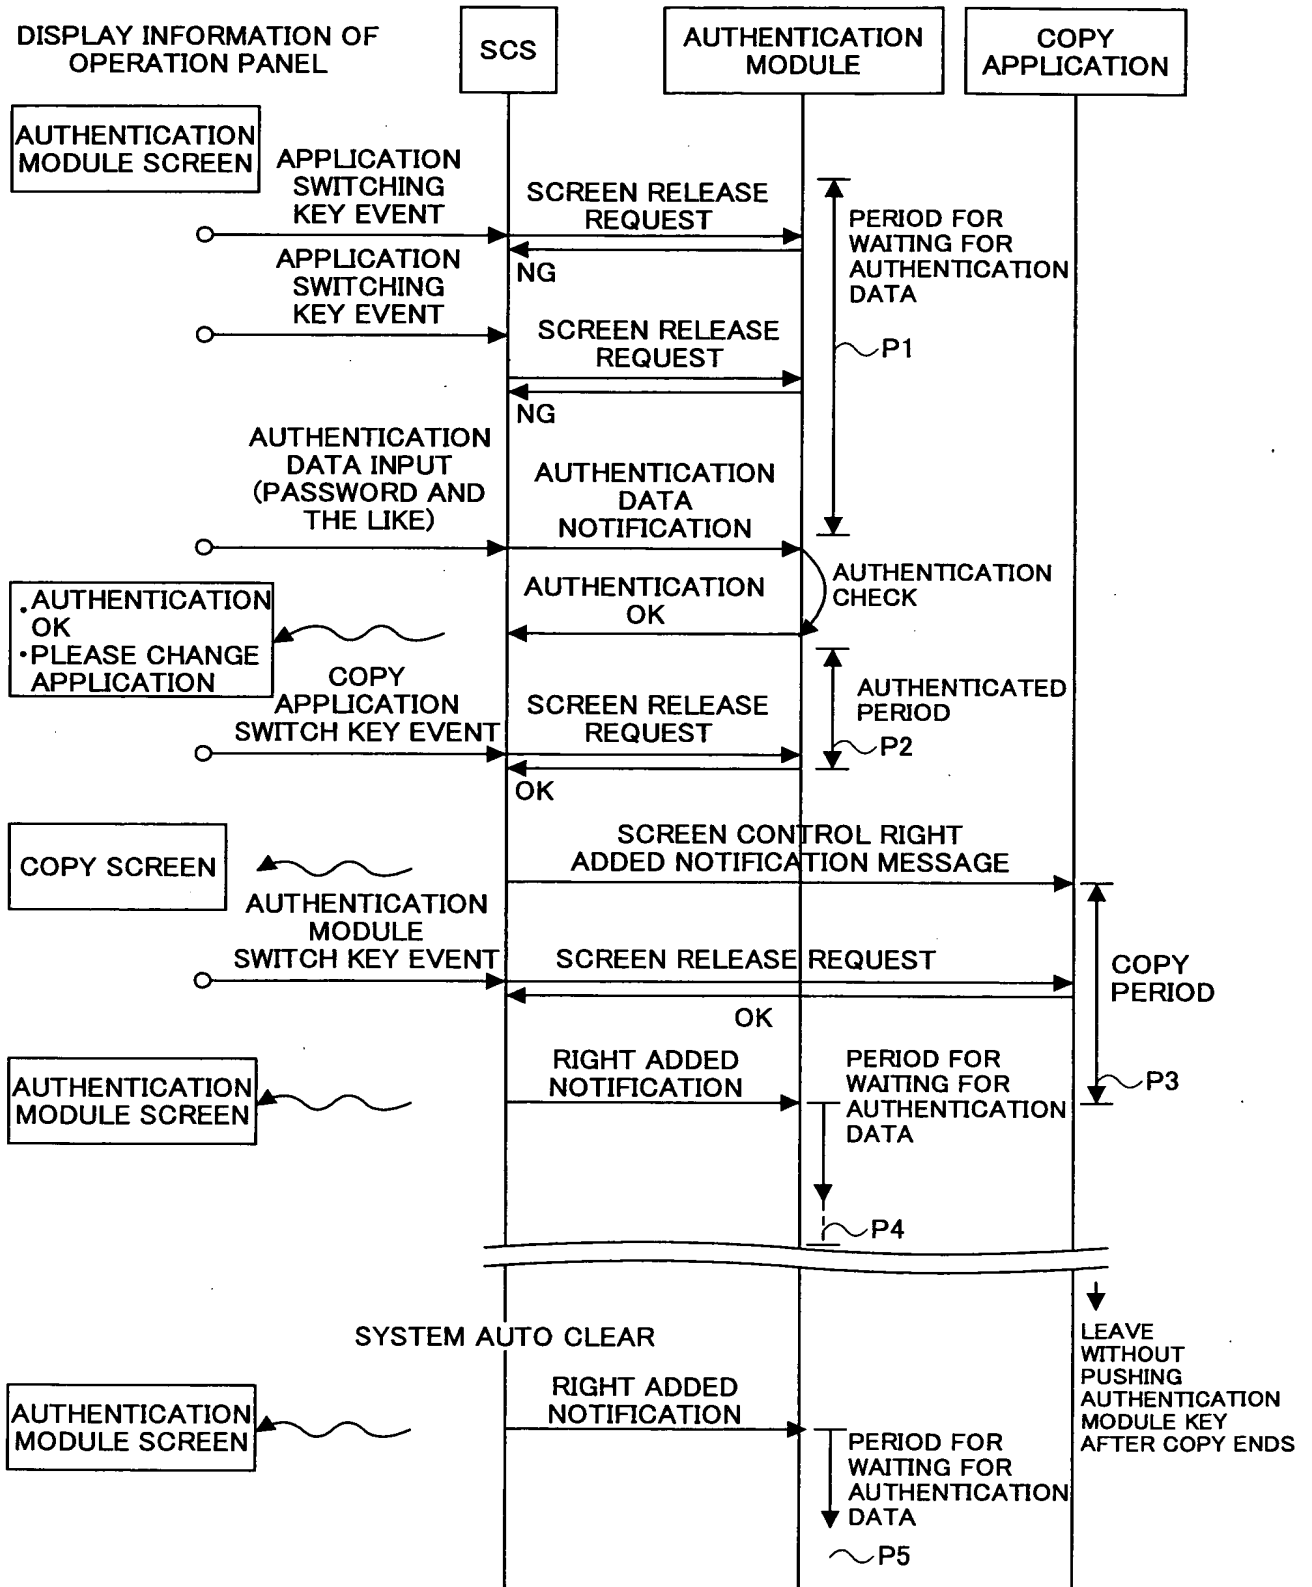 DISPLAY INFORMATION OF
OPERATION PANEL
SCS
AUTHENTICATION
MODULE
COPY
APPLICATION
AUTHENTICATION
MODULE SCREEN
APPLICATION
SWITCHING
KEY EVENT
SCREEN RELEASE
REQUEST
NG
PERIOD FOR
WAITING FOR
AUTHENTICATION
DATA
P1
APPLICATION
SWITCHING
KEY EVENT
SCREEN RELEASE
REQUEST
NG
AUTHENTICATION
DATA INPUT
(PASSWORD AND
THE LIKE)
AUTHENTICATION
DATA
NOTIFICATION
AUTHENTICATION
CHECK
AUTHENTICATION
OK
·AUTHENTICATION
OK
·PLEASE CHANGE
APPLICATION
COPY
APPLICATION
SWITCH KEY EVENT
SCREEN RELEASE
REQUEST
OK
AUTHENTICATED
PERIOD
P2
SCREEN CONTROL RIGHT
ADDED NOTIFICATION MESSAGE
COPY SCREEN
AUTHENTICATION
MODULE
SWITCH KEY EVENT
SCREEN RELEASE REQUEST
OK
COPY
PERIOD
P3
AUTHENTICATION
MODULE SCREEN
RIGHT ADDED
NOTIFICATION
PERIOD FOR
WAITING FOR
AUTHENTICATION
DATA
P4
SYSTEM AUTO CLEAR
LEAVE
WITHOUT
PUSHING
AUTHENTICATION
MODULE KEY
AFTER COPY ENDS
AUTHENTICATION
MODULE SCREEN
RIGHT ADDED
NOTIFICATION
PERIOD FOR
WAITING FOR
AUTHENTICATION
DATA
P5